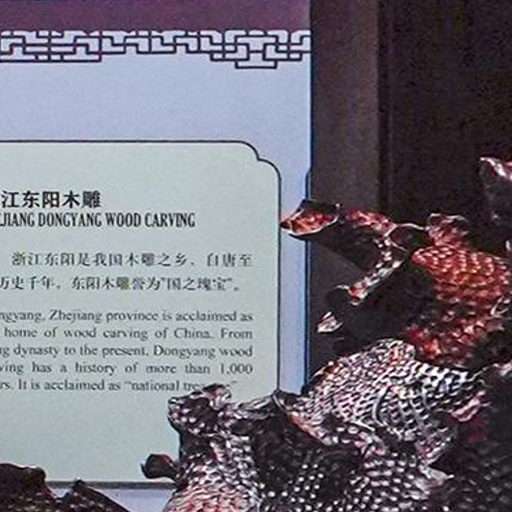 江东阳木雕
JIANG DONGYANG WOOD CARVING
浙江东阳是我国木雕之乡，自唐至
历史千年，东阳木雕誉为"国之瑰宝"。
ngyang, Zhejiang province is acclaimed as
home of wood carving of China. From
ng dynasty to the present, Dongyang wood
ving has a history of more than 1,000
rs. It is acclaimed as "national tre